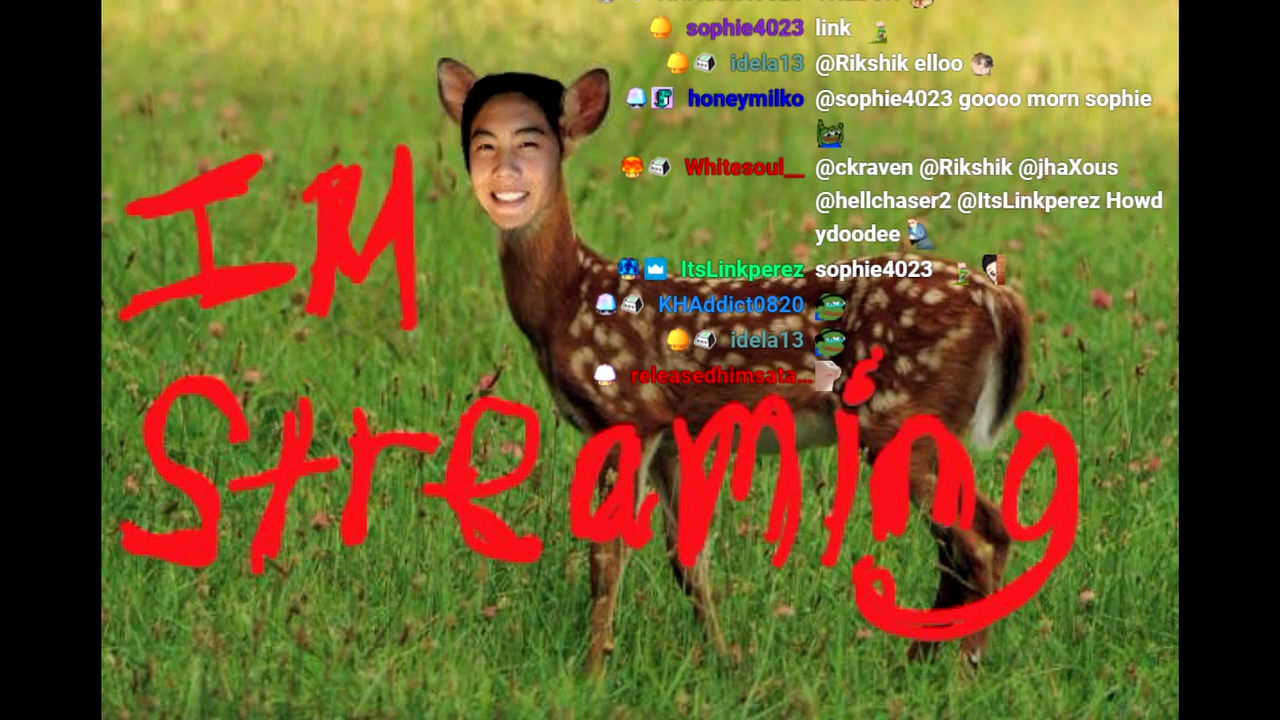 sophie4023 link
idela13 @Rikshik elloo
honeymilko @sophie4023 goooo morn sophie
Whitesoul__ @ckraven @Rikshik @jhaXous
@hellchaser2 @ItsLinkperez Howd
ydoodee
ItsLinkperez sophie4023
KHAddict0820
idela13
releasedhimsata...
IM
Streaming